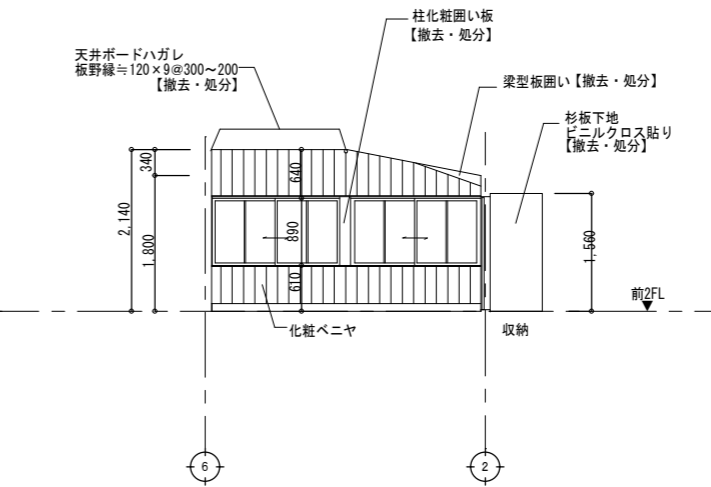 柱化粧囲い板
【撤去・処分】
天井ボードハガレ
板野縁≒120×9@300～200
【撤去・処分】
梁型板囲い【撤去・処分】
杉板下地
ビニルクロス貼り
【撤去・処分】
340
640
2,140
1,800
890
1,560
610
前2FL
化粧ベニヤ
収納
6
2